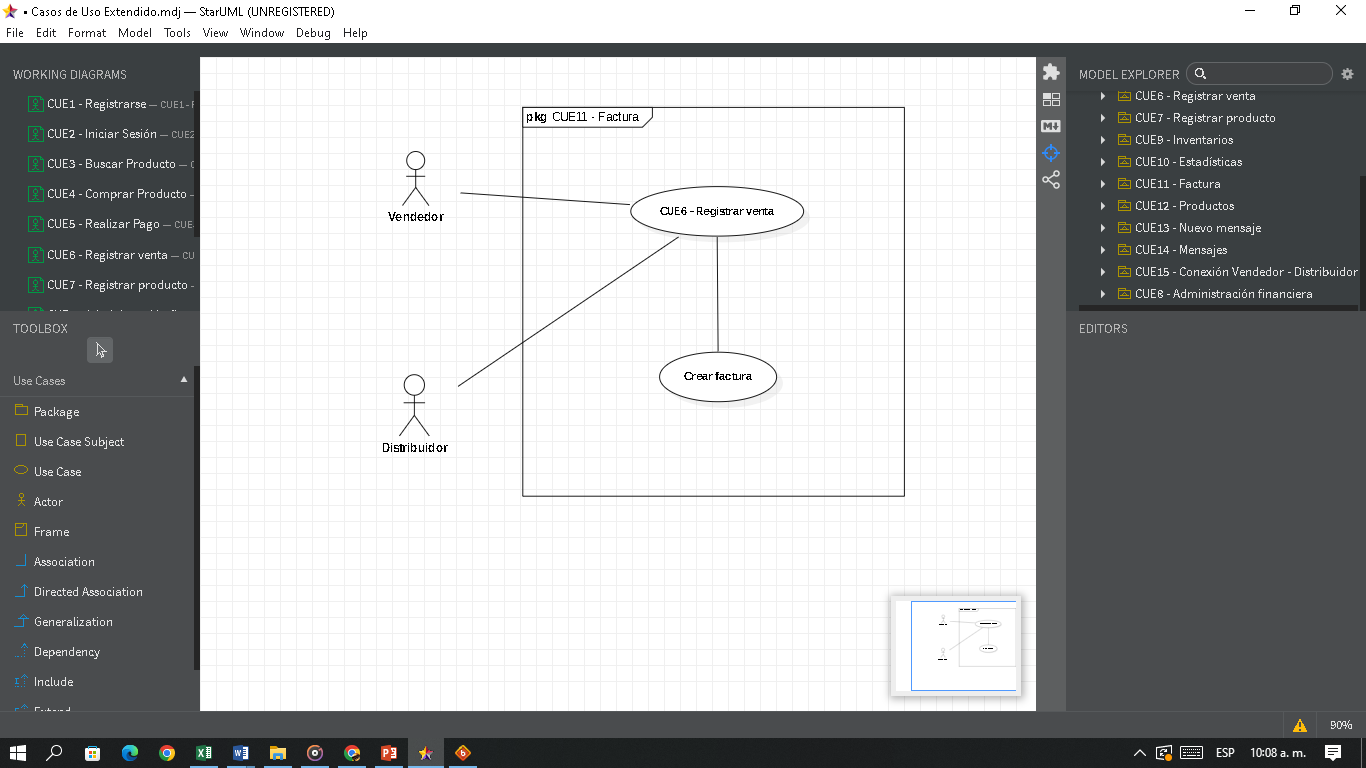 • Casos de Uso Extendido.mdj — StarUML (UNREGISTERED)
File Edit Format Model Tools View Window Debug Help
WORKING DIAGRAMS
CUE1 - Registrarse — CUE1- F
CUE2 - Iniciar Sesión — CUE2
CUE3 - Buscar Producto — C
CUE4 - Comprar Producto -
CUE5 - Realizar Pago — CUE
CUE6 - Registrar venta — CU
CUE7 - Registrar producto -
TOOLBOX
Use Cases
Package
Use Case Subject
Use Case
Actor
Frame
Association
Directed Association
Generalization
Dependency
Include
Extend
pkg CUE11 - Factura
Vendedor
CUE6 - Registrar venta
Crear factura
Distribuidor
MODEL EXPLORER
CUE6 - Registrar venta
CUE7 - Registrar producto
CUE9 - Inventarios
CUE10 - Estadísticas
CUE11 - Factura
CUE12 - Productos
CUE13 - Nuevo mensaje
CUE14 - Mensajes
CUE15 - Conexión Vendedor - Distribuidor
CUE8 - Administración financiera
EDITORS
90%
ESP 10:08 a. m.